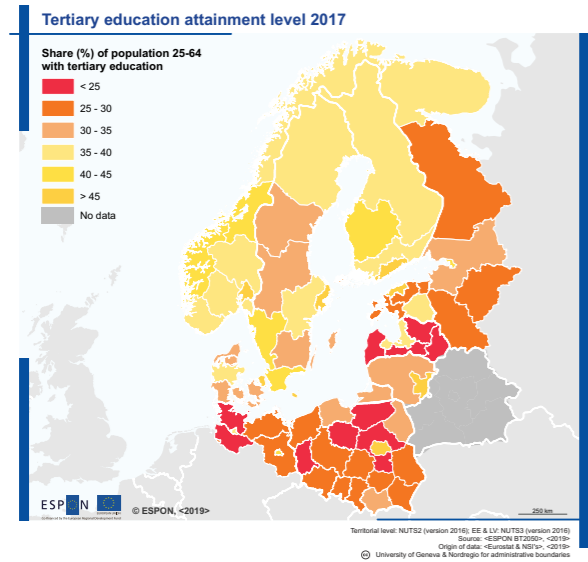 Tertiary education attainment level 2017
Share (%) of population 25-64
with tertiary education
< 25
25 - 30
30 - 35
35 - 40
40 - 45
> 45
No data
ESPON
© ESPON, <2019>
250 km
Territorial level: NUTS2 (version 2016); EE & LV: NUTS3 (version 2016)
Source: <ESPON BT2050>, <2019>
Origin of data: <Eurostat & NSI's>, <2019>
University of Geneva & Nordregio for administrative boundaries